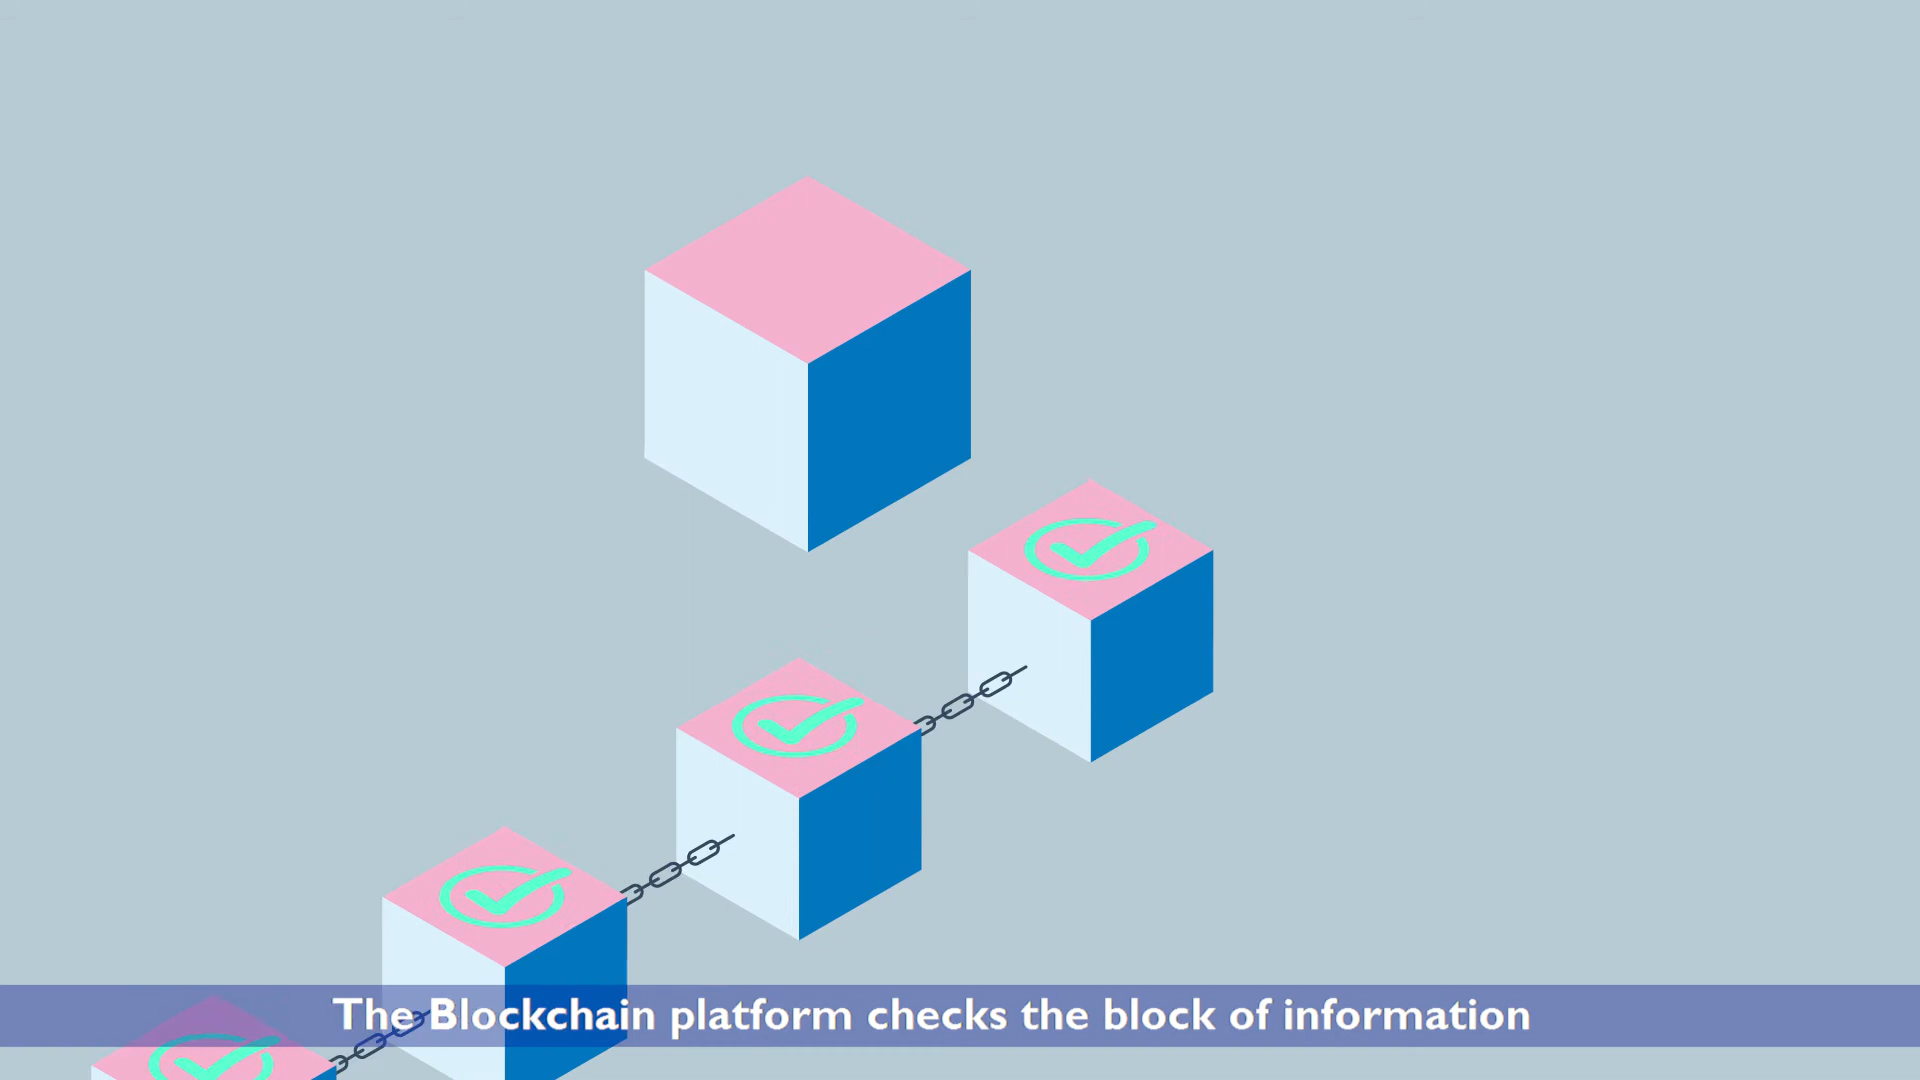 The Blockchain platform checks the block of information